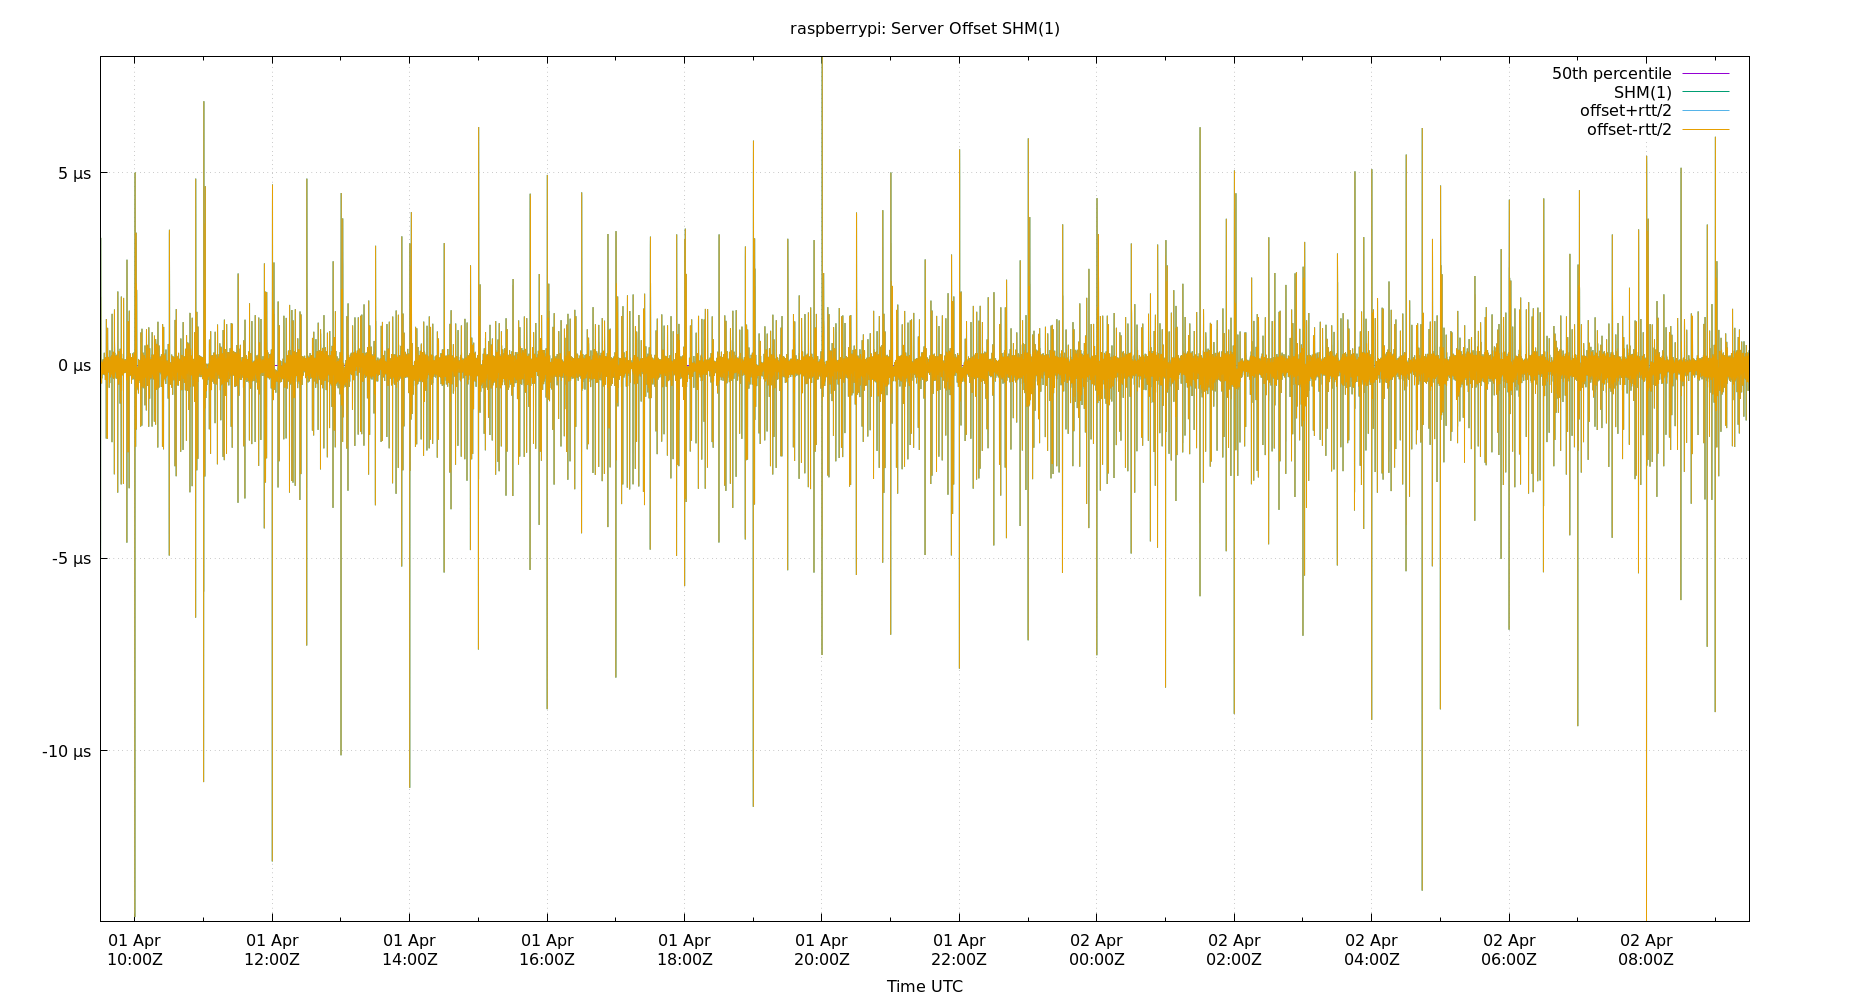 raspberrypi: Server Offset SHM(1)
50th percentile
SHM(1)
offset+rtt/2
offset-rtt/2
5 µs
0 µs
-5 µs
-10 µs
01 Apr 01 Apr 01 Apr 01 Apr 01 Apr 01 Apr 01 Apr 02 Apr 02 Apr 02 Apr 02 Apr 02 Apr
10:00Z 12:00Z 14:00Z 16:00Z 18:00Z 20:00Z 22:00Z 00:00Z 02:00Z 04:00Z 06:00Z 08:00Z
Time UTC